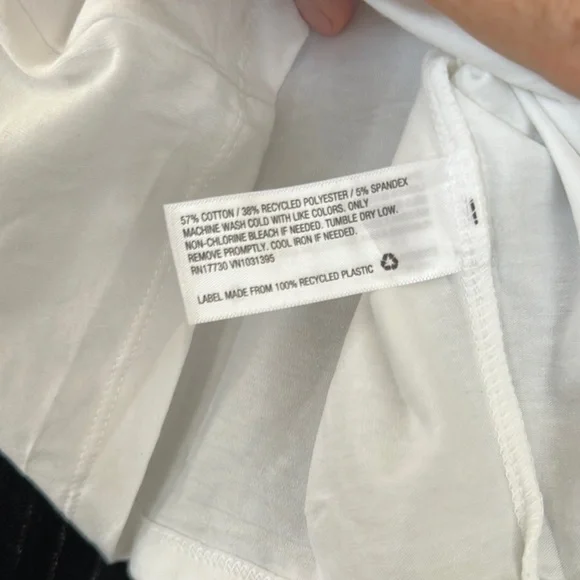 57% COTTON / 38% RECYCLED POLYESTER / 5% SPANDEX
MACHINE WASH COLD WITH LIKE COLORS. ONLY
NON-CHLORINE BLEACH IF NEEDED. TUMBLE DRY LOW.
REMOVE PROMPTLY. COOL IRON IF NEEDED.
RN17730 VN1031395
LABEL MADE FROM 100% RECYCLED PLASTIC